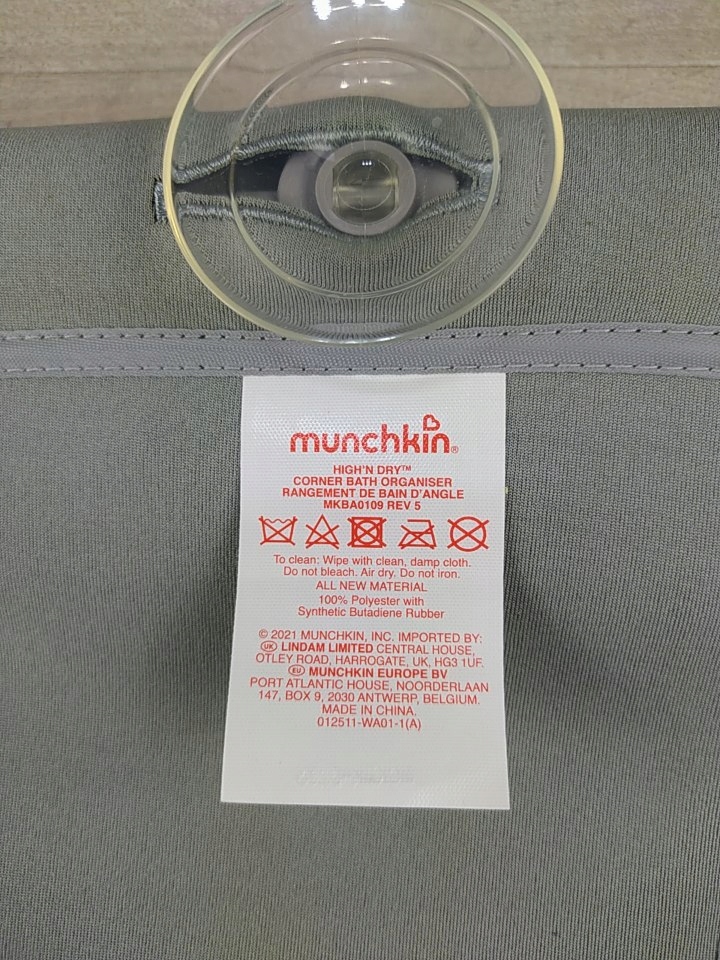 munchkin®
HIGH'N DRY™
CORNER BATH ORGANISER
RANGEMENT DE BAIN D'ANGLE
MKBA0109 REV 5
To clean: Wipe with clean, damp cloth.
Do not bleach. Air dry. Do not iron.
ALL NEW MATERIAL
100% Polyester with
Synthetic Butadiene Rubber
© 2021 MUNCHKIN, INC. IMPORTED BY:
UK LINDAM LIMITED CENTRAL HOUSE,
OTLEY ROAD, HARROGATE, UK, HG3 1UF.
EU MUNCHKIN EUROPE BV
PORT ATLANTIC HOUSE, NOORDERLAAN
147, BOX 9, 2030 ANTWERP, BELGIUM.
MADE IN CHINA.
012511-WA01-1(A)